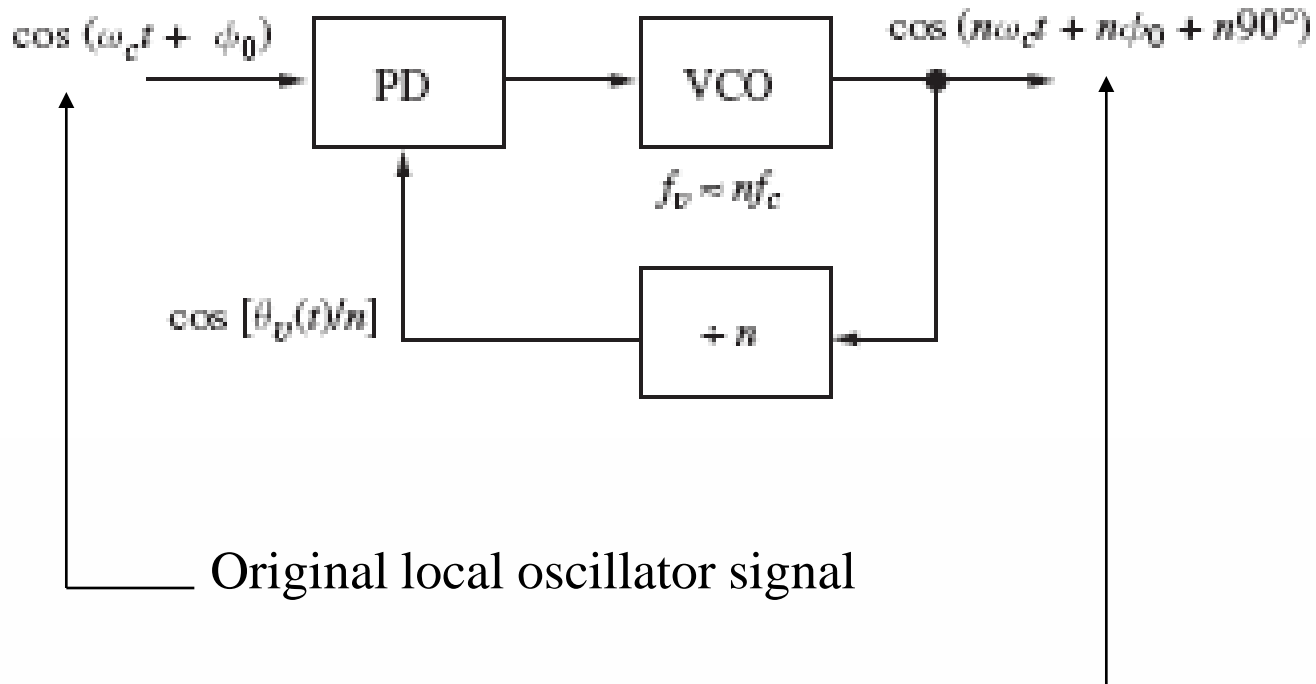 cos (ω_c t + ϕ_0)
cos (nω_c t + nϕ_0 + n90°)
PD
VCO
f_v ≈ nf_c
cos [θ_v(t)/n]
÷ n
Original local oscillator signal